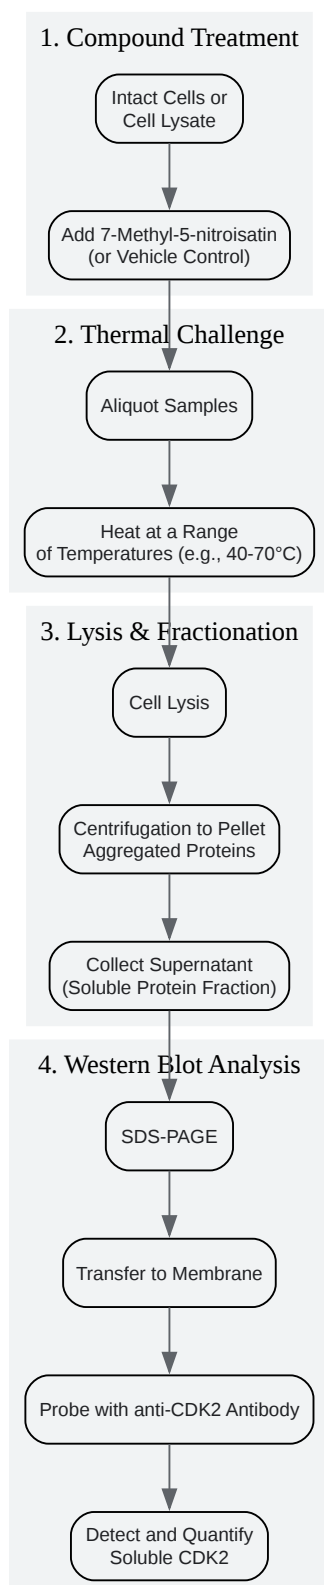 1. Compound Treatment
Intact Cells or
Cell Lysate
Add 7-Methyl-5-nitroisatin
(or Vehicle Control)
2. Thermal Challenge
Aliquot Samples
Heat at a Range
of Temperatures (e.g., 40-70°C)
3. Lysis & Fractionation
Cell Lysis
Centrifugation to Pellet
Aggregated Proteins
Collect Supernatant
(Soluble Protein Fraction)
4. Western Blot Analysis
SDS-PAGE
Transfer to Membrane
Probe with anti-CDK2 Antibody
Detect and Quantify
Soluble CDK2